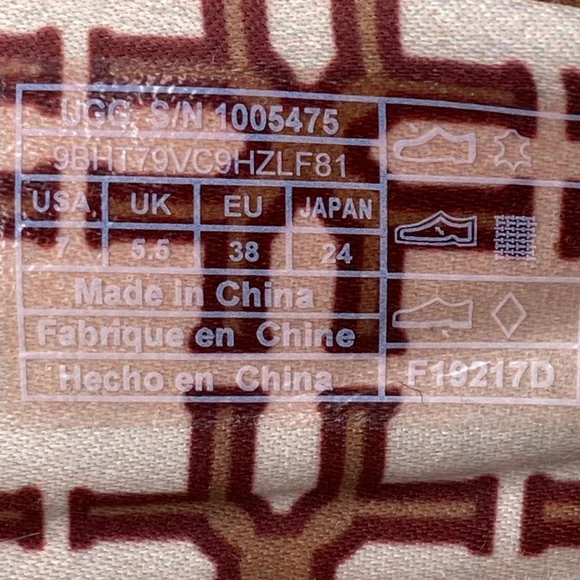 UGG S/N 1005475
9BHT79VC9HZLF81
USA UK EU JAPAN
7 5.5 38 24
Made in China
Fabrique en Chine
Hecho en China
F19217D